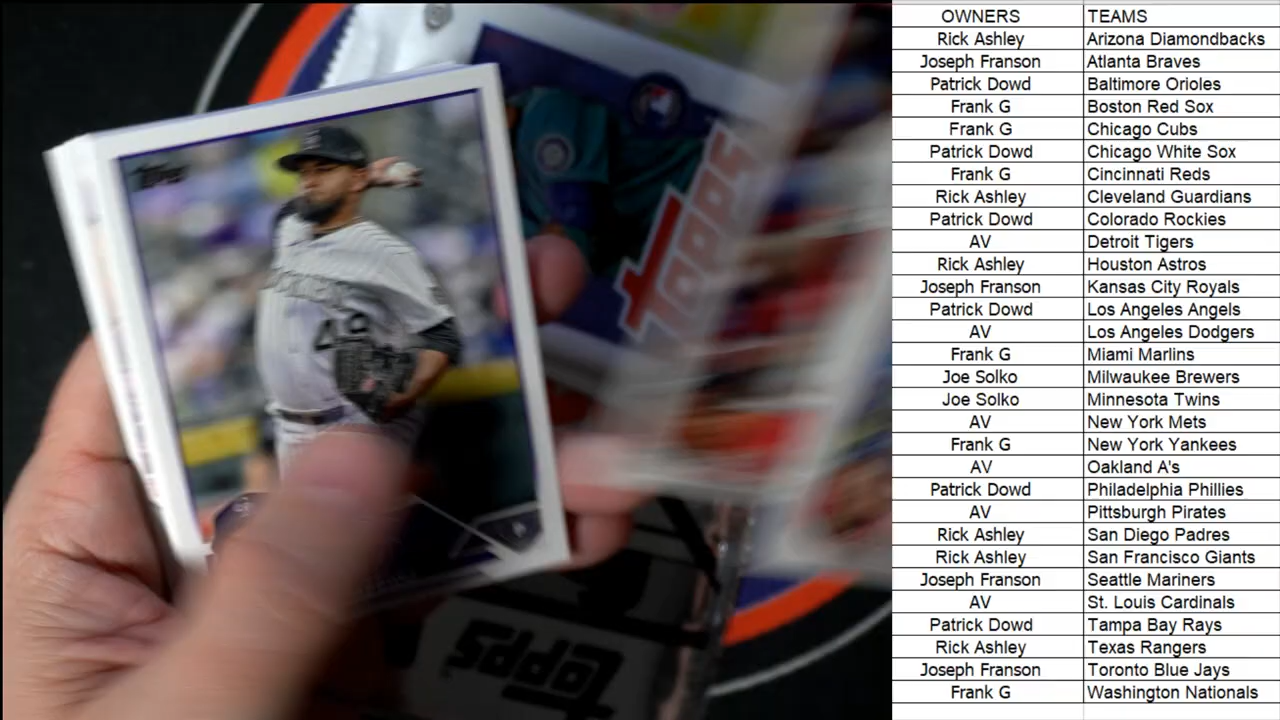 Topps
Topps
48
Topps
OWNERS TEAMS
Rick Ashley Arizona Diamondbacks
Joseph Franson Atlanta Braves
Patrick Dowd Baltimore Orioles
Frank G Boston Red Sox
Frank G Chicago Cubs
Patrick Dowd Chicago White Sox
Frank G Cincinnati Reds
Rick Ashley Cleveland Guardians
Patrick Dowd Colorado Rockies
AV Detroit Tigers
Rick Ashley Houston Astros
Joseph Franson Kansas City Royals
Patrick Dowd Los Angeles Angels
AV Los Angeles Dodgers
Frank G Miami Marlins
Joe Solko Milwaukee Brewers
Joe Solko Minnesota Twins
AV New York Mets
Frank G New York Yankees
AV Oakland A's
Patrick Dowd Philadelphia Phillies
AV Pittsburgh Pirates
Rick Ashley San Diego Padres
Rick Ashley San Francisco Giants
Joseph Franson Seattle Mariners
AV St. Louis Cardinals
Patrick Dowd Tampa Bay Rays
Rick Ashley Texas Rangers
Joseph Franson Toronto Blue Jays
Frank G Washington Nationals